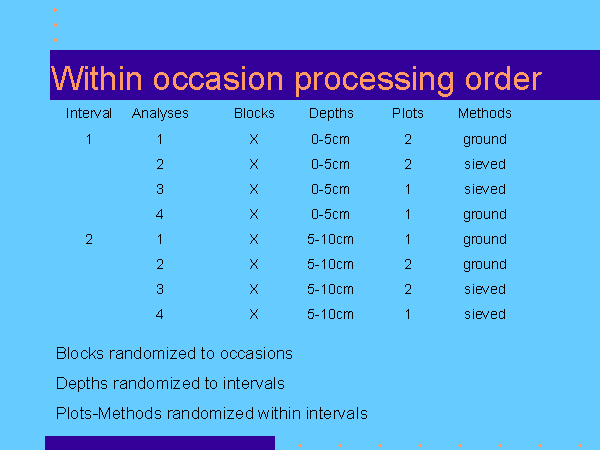 Within occasion processing order
Interval Analyses Blocks Depths Plots Methods
1 1 X 0-5cm 2 ground
2 X 0-5cm 2 sieved
3 X 0-5cm 1 sieved
4 X 0-5cm 1 ground
2 1 X 5-10cm 1 ground
2 X 5-10cm 2 ground
3 X 5-10cm 2 sieved
4 X 5-10cm 1 sieved
Blocks randomized to occasions
Depths randomized to intervals
Plots-Methods randomized within intervals